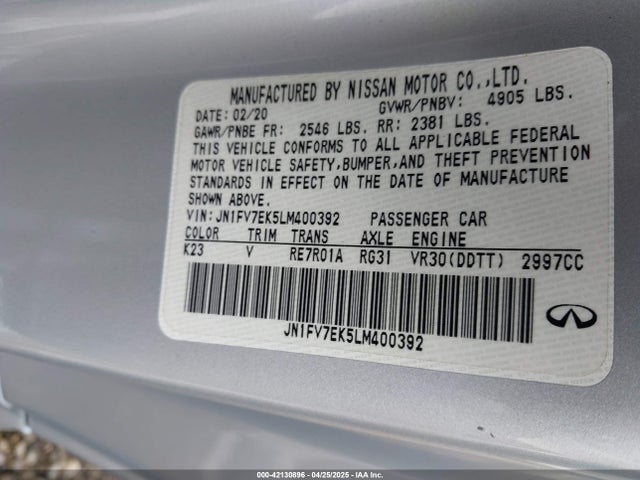 MANUFACTURED BY NISSAN MOTOR CO.,LTD.
DATE: 02/20 GVWR/PNBV: 4905 LBS.
GAWR/PNBE FR: 2546 LBS. RR: 2381 LBS.
THIS VEHICLE CONFORMS TO ALL APPLICABLE FEDERAL
MOTOR VEHICLE SAFETY,BUMPER,AND THEFT PREVENTION
STANDARDS IN EFFECT ON THE DATE OF MANUFACTURE
SHOWN ABOVE.
VIN: JN1FV7EK5LM400392 PASSENGER CAR
COLOR TRIM TRANS AXLE ENGINE
K23 V RE7R01A RG31 VR30(DDTT) 2997CC
JN1FV7EK5LM400392
000-42130896 - 04/25/2025 - IAA Inc.